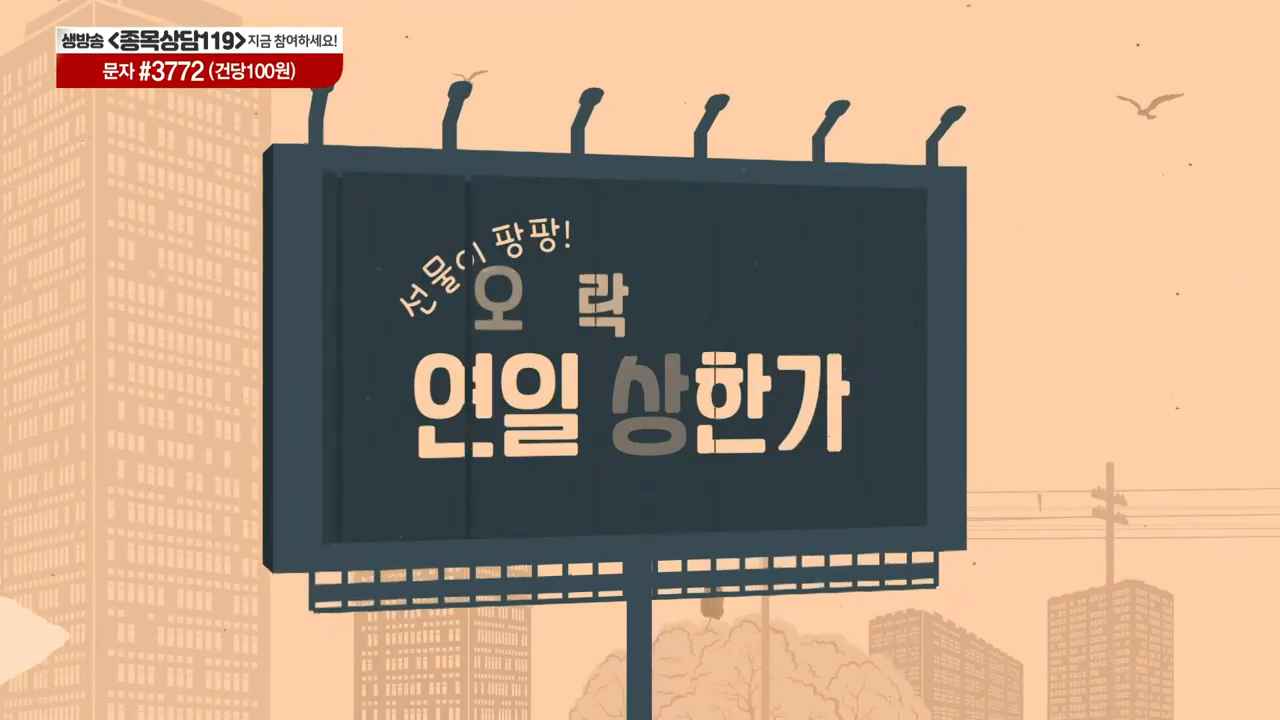 생방송 <종목상담119> 지금 참여하세요!
문자 #3772 (건당100원)
선물이 팡팡!
오 락
연일 상한가